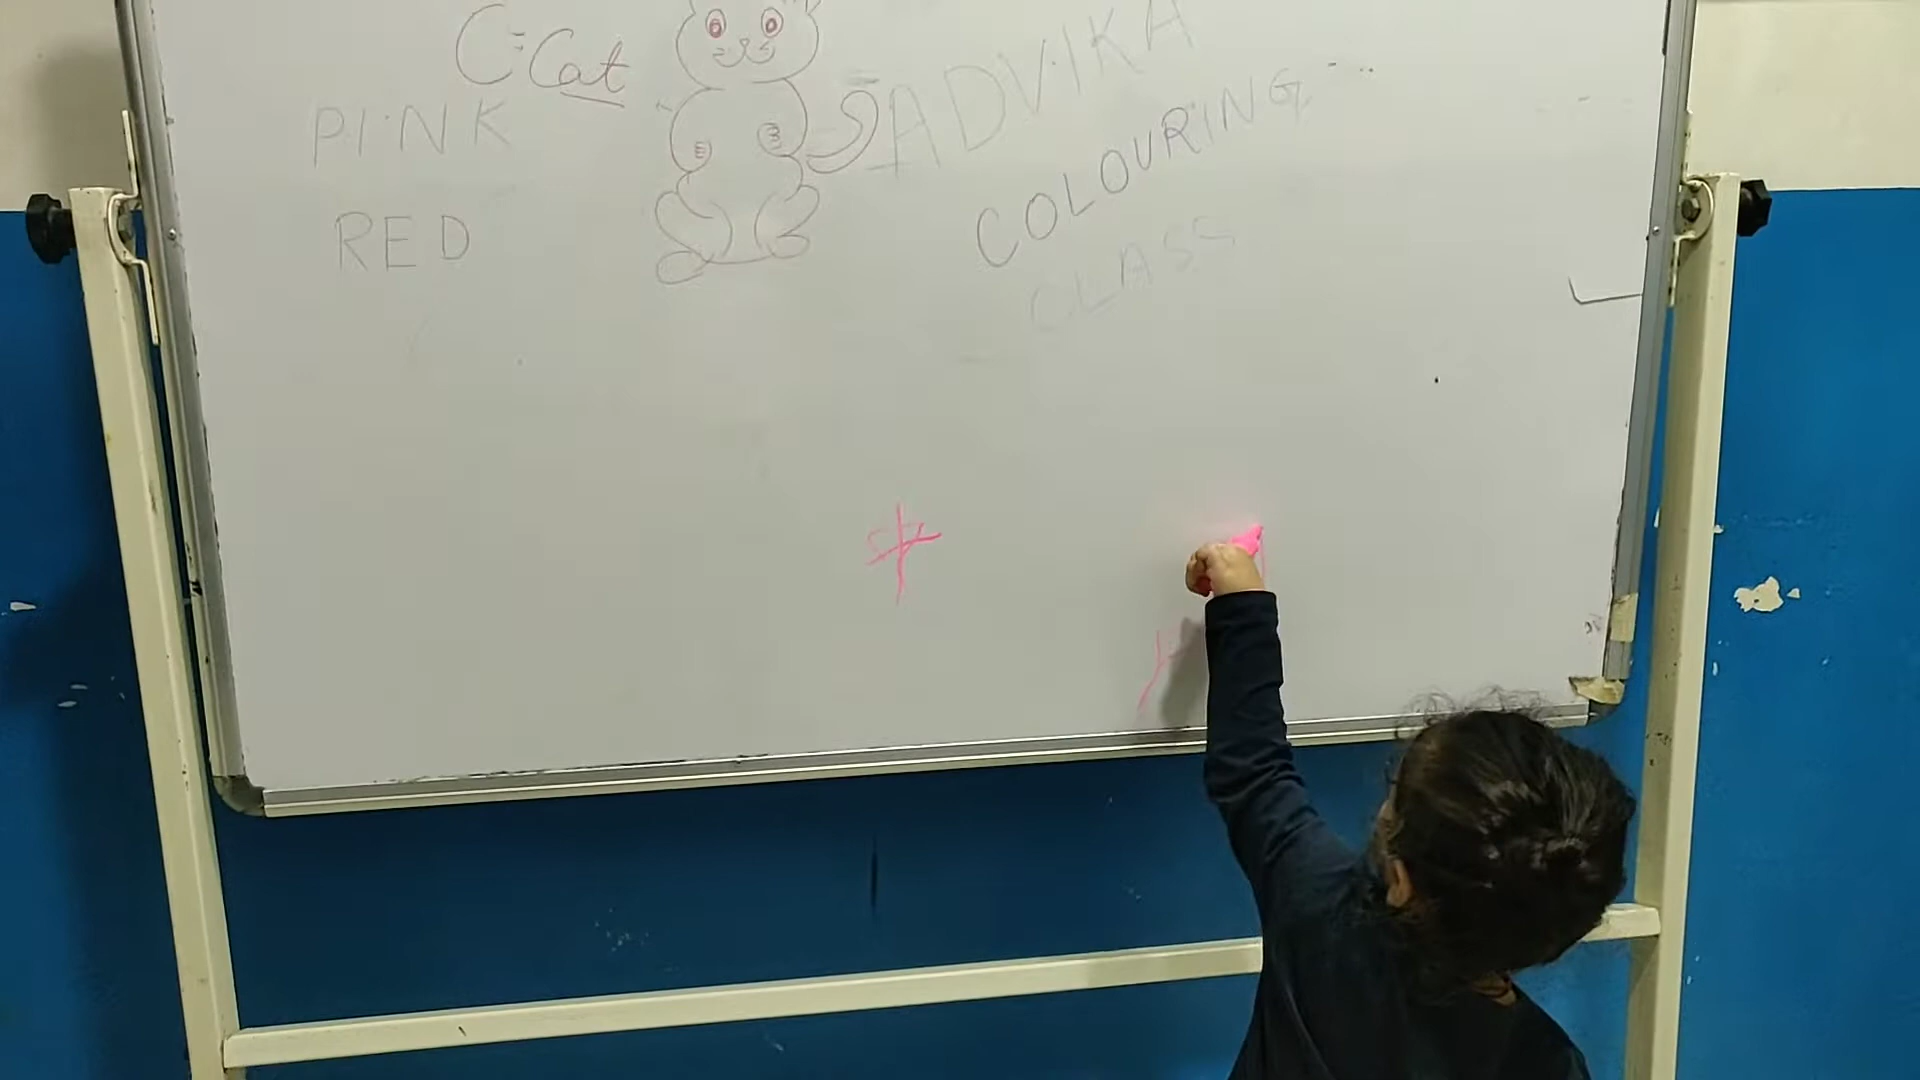 C = Cat
= ADVIKA
PINK
COLOURING...
RED
CLASS